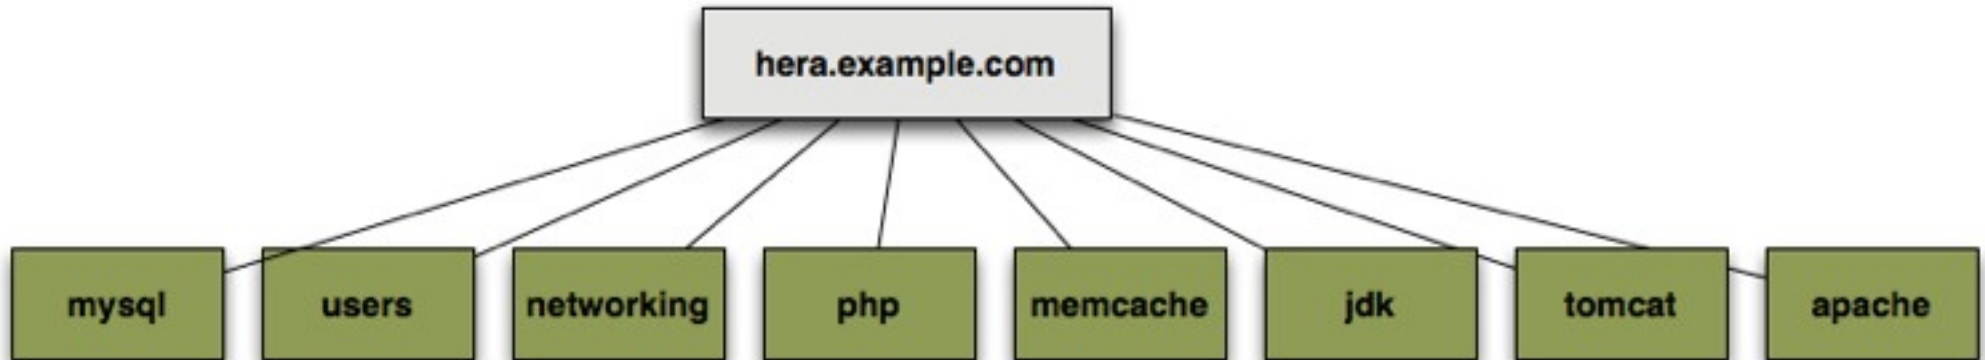 hera.example.com
mysql
users
networking
php
memcache
jdk
tomcat
apache